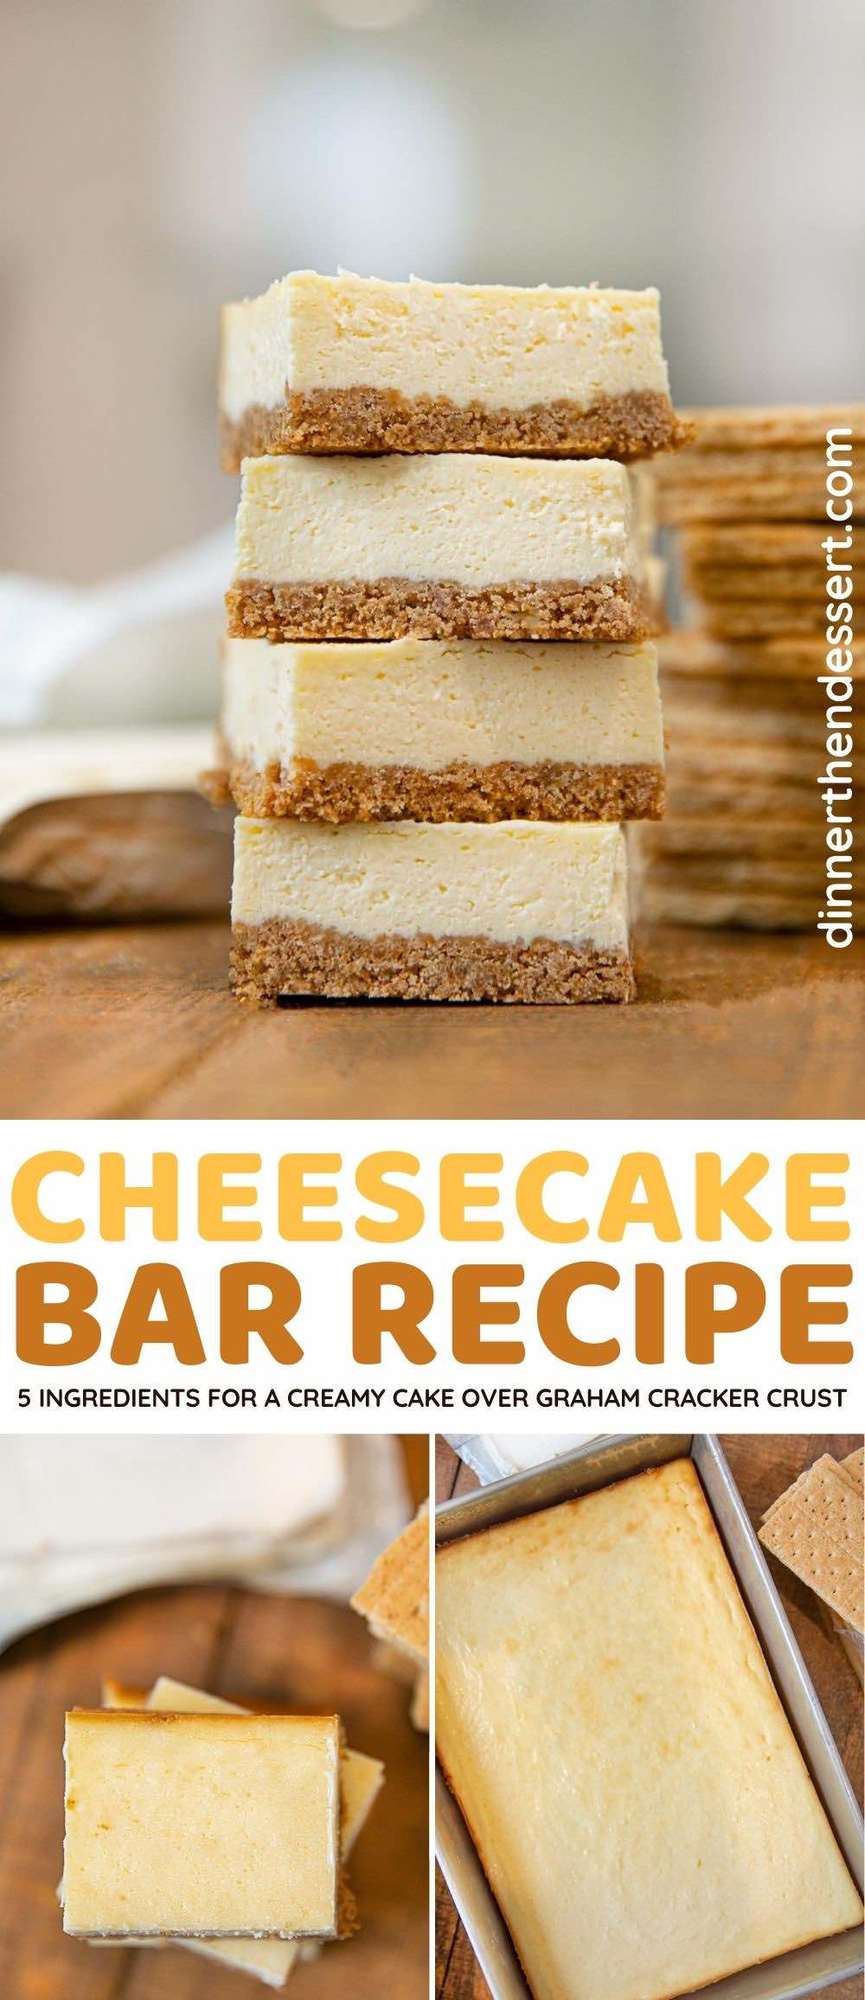 dinnerthendessert.com
CHEESECAKE
BAR RECIPE
5 INGREDIENTS FOR A CREAMY CAKE OVER GRAHAM CRACKER CRUST